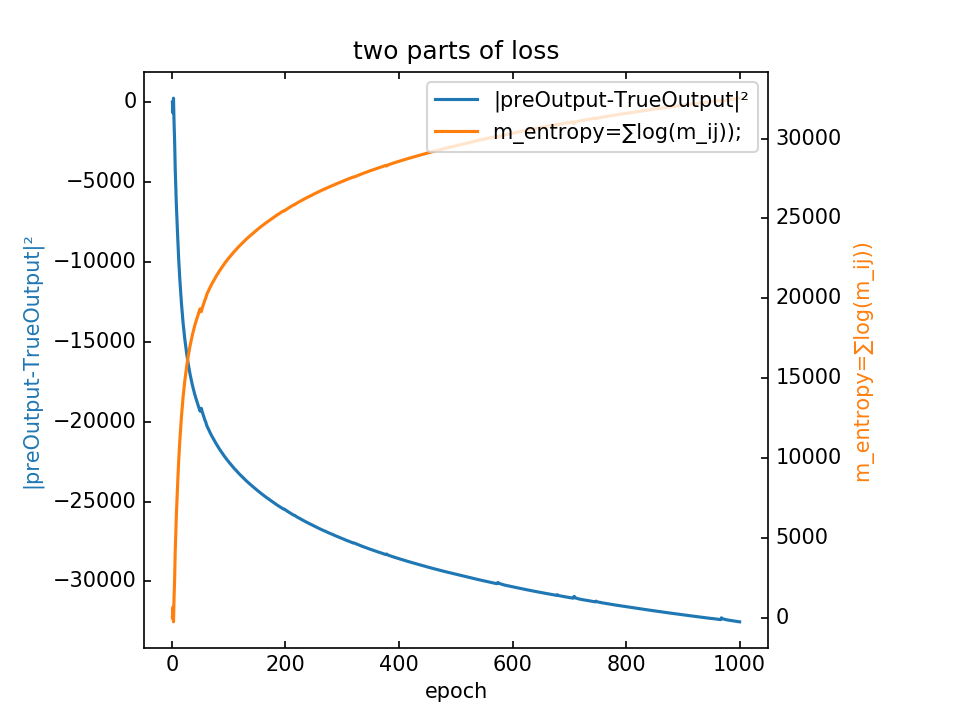 two parts of loss
|preOutput-TrueOutput|²
m_entropy=∑log(m_ij));
0
−5000
−10000
−15000
−20000
−25000
−30000
|preOutput-TrueOutput|²
30000
25000
20000
15000
10000
5000
0
m_entropy=∑log(m_ij))
0 200 400 600 800 1000
epoch